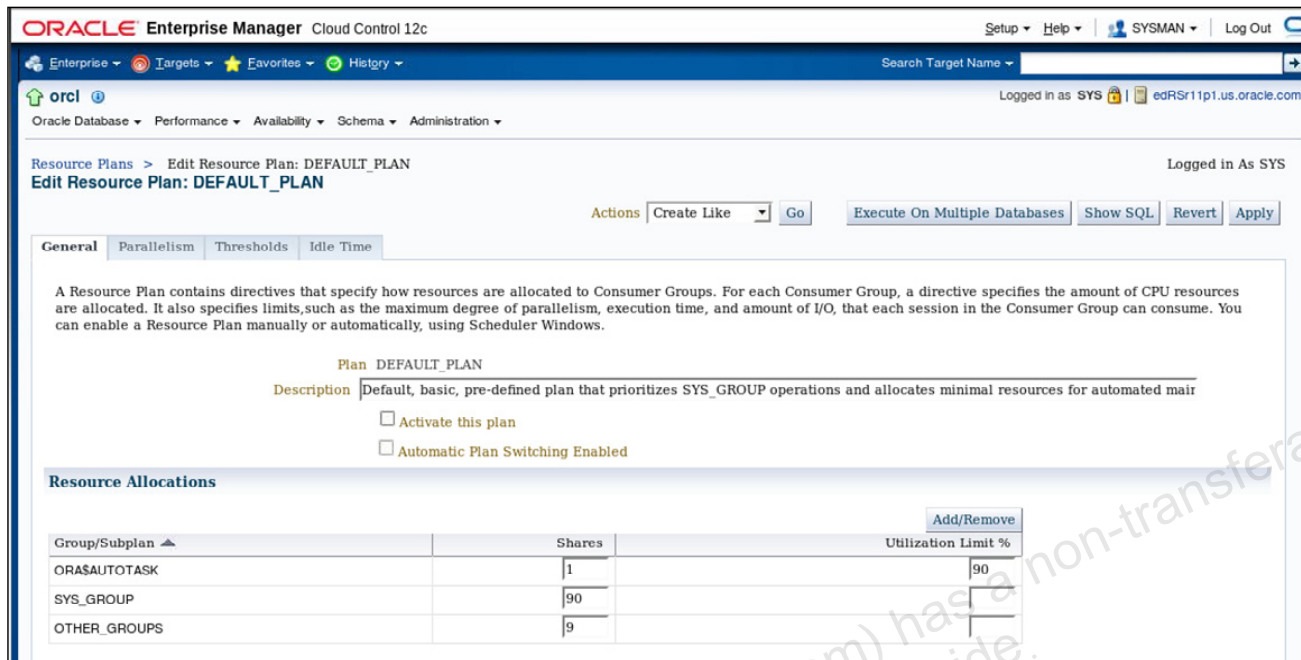 ORACLE Enterprise Manager Cloud Control 12c Setup Help SYSMAN Log Out
Enterprise Targets Favorites History Search Target Name
orcl Logged in as SYS edRSr11p1.us.oracle.com
Oracle Database Performance Availability Schema Administration
Resource Plans > Edit Resource Plan: DEFAULT_PLAN Logged in As SYS
Edit Resource Plan: DEFAULT_PLAN
Actions Create Like Go Execute On Multiple Databases Show SQL Revert Apply
General Parallelism Thresholds Idle Time
A Resource Plan contains directives that specify how resources are allocated to Consumer Groups. For each Consumer Group, a directive specifies the amount of CPU resources
are allocated. It also specifies limits,such as the maximum degree of parallelism, execution time, and amount of I/O, that each session in the Consumer Group can consume. You
can enable a Resource Plan manually or automatically, using Scheduler Windows.
Plan DEFAULT_PLAN
Description Default, basic, pre-defined plan that prioritizes SYS_GROUP operations and allocates minimal resources for automated mair
Activate this plan
Automatic Plan Switching Enabled
Resource Allocations
Add/Remove
Group/Subplan Shares Utilization Limit %
ORA$AUTOTASK 1 90
SYS_GROUP 90
OTHER_GROUPS 9
m) has a non-transfera
ide.